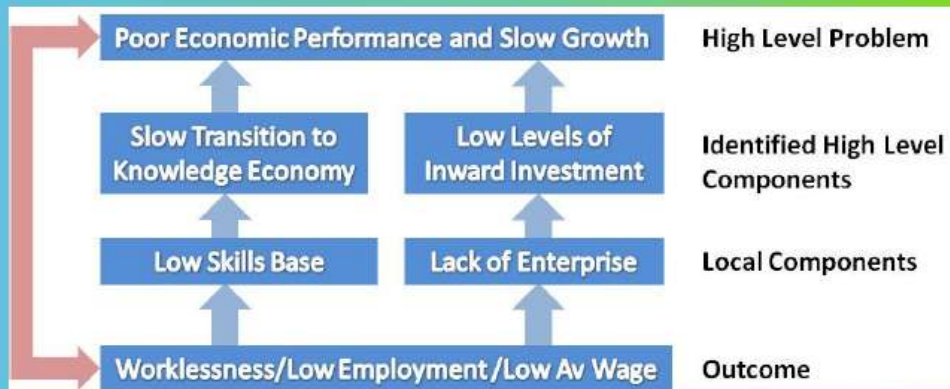 Poor Economic Performance and Slow Growth
High Level Problem
Slow Transition to
Knowledge Economy
Low Levels of
Inward Investment
Identified High Level
Components
Low Skills Base
Lack of Enterprise
Local Components
Worklessness/Low Employment /Low Av Wage
Outcome